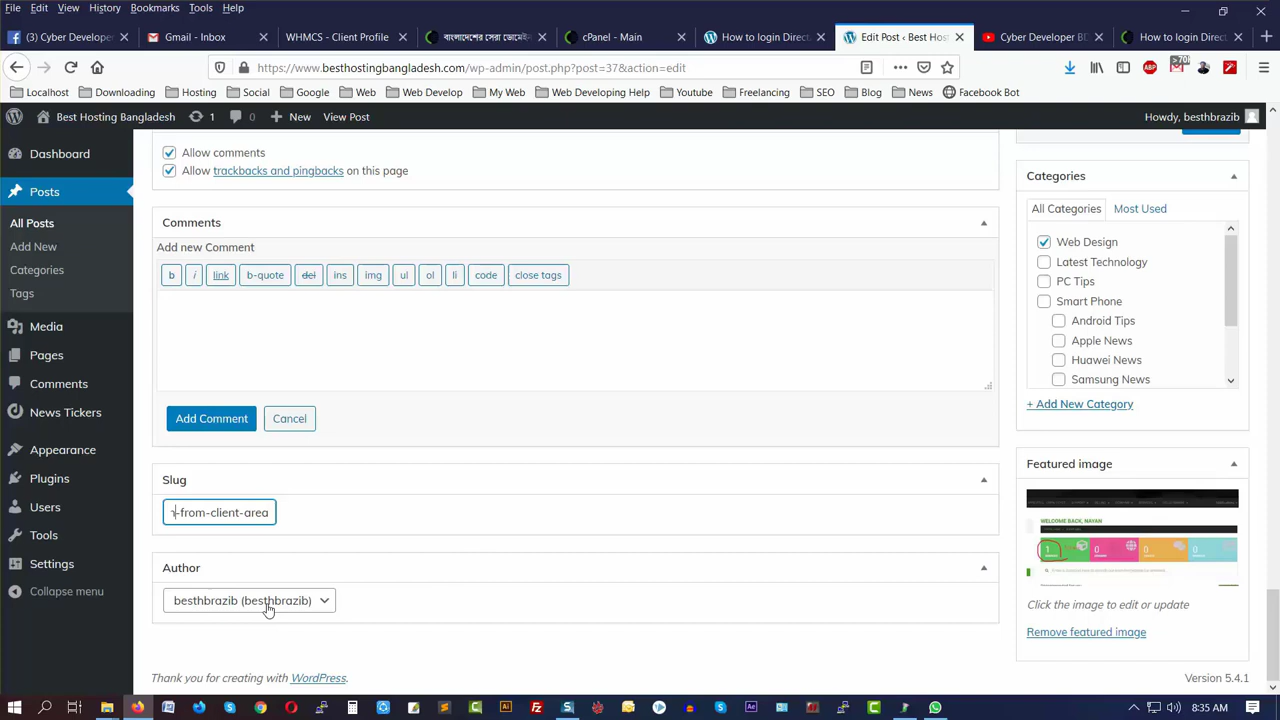 File Edit View History Bookmarks Tools Help
(3) Cyber Develope
Gmail - Inbox
WHMCS - Client Profile
বাংলাদেশের সেরা ডোমেইন
cPanel - Main
How to login Direct
Edit Post ‹ Best Hos
Cyber Developer BD
How to login Direct
https://www.besthostingbangladesh.com/wp-admin/post.php?post=37&action=edit
ABP
>70
Localhost Downloading Hosting Social Google Web Web Develop My Web Web Developing Help Youtube Freelancing SEO Blog News Facebook Bot
Best Hosting Bangladesh 1 0 New View Post Howdy, besthbrazib
Dashboard
Posts
All Posts
Add New
Categories
Tags
Media
Pages
Comments
News Tickers
Appearance
Plugins
Users
Tools
Settings
Collapse menu
Allow comments
Allow trackbacks and pingbacks on this page
Comments
Add new Comment
b i link b-quote del ins img ul ol li code close tags
Add Comment Cancel
Slug
-from-client-area
Author
besthbrazib (besthbrazib)
Thank you for creating with WordPress.
Categories
All Categories Most Used
Web Design
Latest Technology
PC Tips
Smart Phone
Android Tips
Apple News
Huawei News
Samsung News
+ Add New Category
Featured image
WELCOME BACK, NAYAN
1 0 0 0
Click the image to edit or update
Remove featured image
Version 5.4.1
8:35 AM